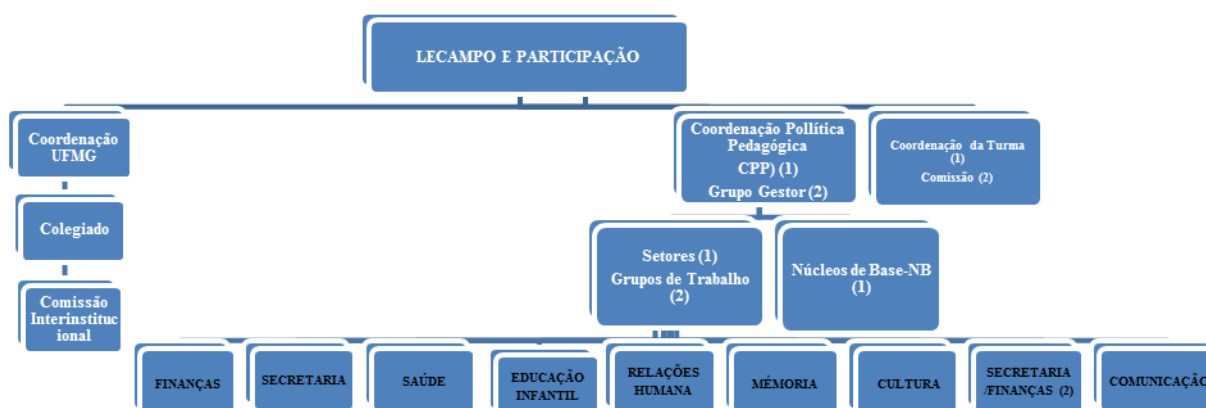 LECAMPO E PARTICIPAÇÃO
Coordenação
UFMG
Colegiado
Comissão
Interinstituc
ional
Coordenação Pollítica
Pedagógica
CPP) (1)
Grupo Gestor (2)
Coordenação da Turma
(1)
Comissão (2)
Setores (1)
Grupos de Trabalho
(2)
Núcleos de Base-NB
(1)
FINANÇAS
SECRETARIA
SAÚDE
EDUCAÇÃO
INFANTIL
RELAÇÕES
HUMANA
MÉMORIA
CULTURA
SECRETARIA
/FINANÇAS (2)
COMUNICAÇÃO